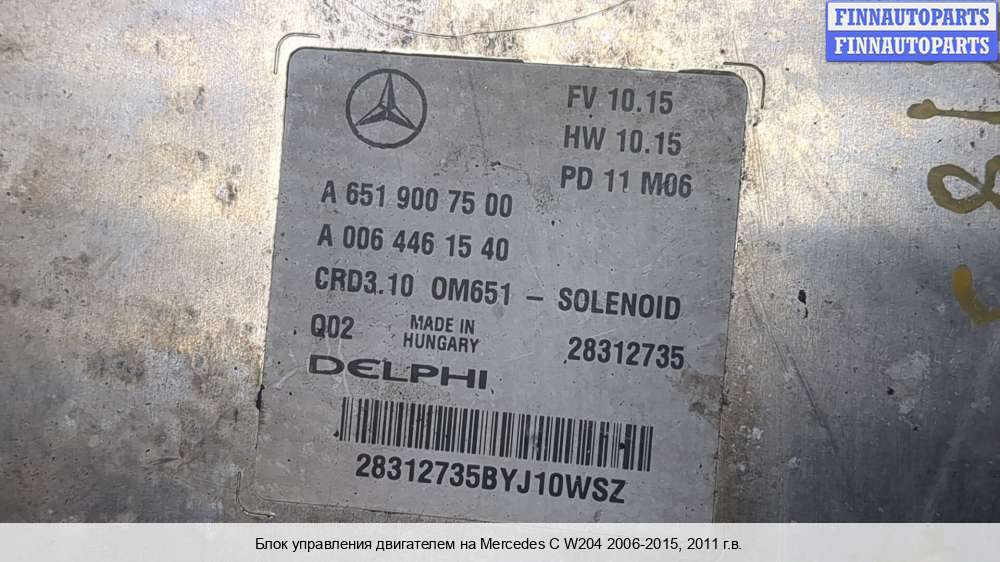 FINNAUTOPARTS
FINNAUTOPARTS
FV 10.15
HW 10.15
PD 11 M06
A 651 900 75 00
A 006 446 15 40
CRD3.10 OM651 – SOLENOID
Q02 MADE IN HUNGARY 28312735
DELPHI
28312735BYJ10WSZ
Блок управления двигателем на Mercedes C W204 2006-2015, 2011 г.в.